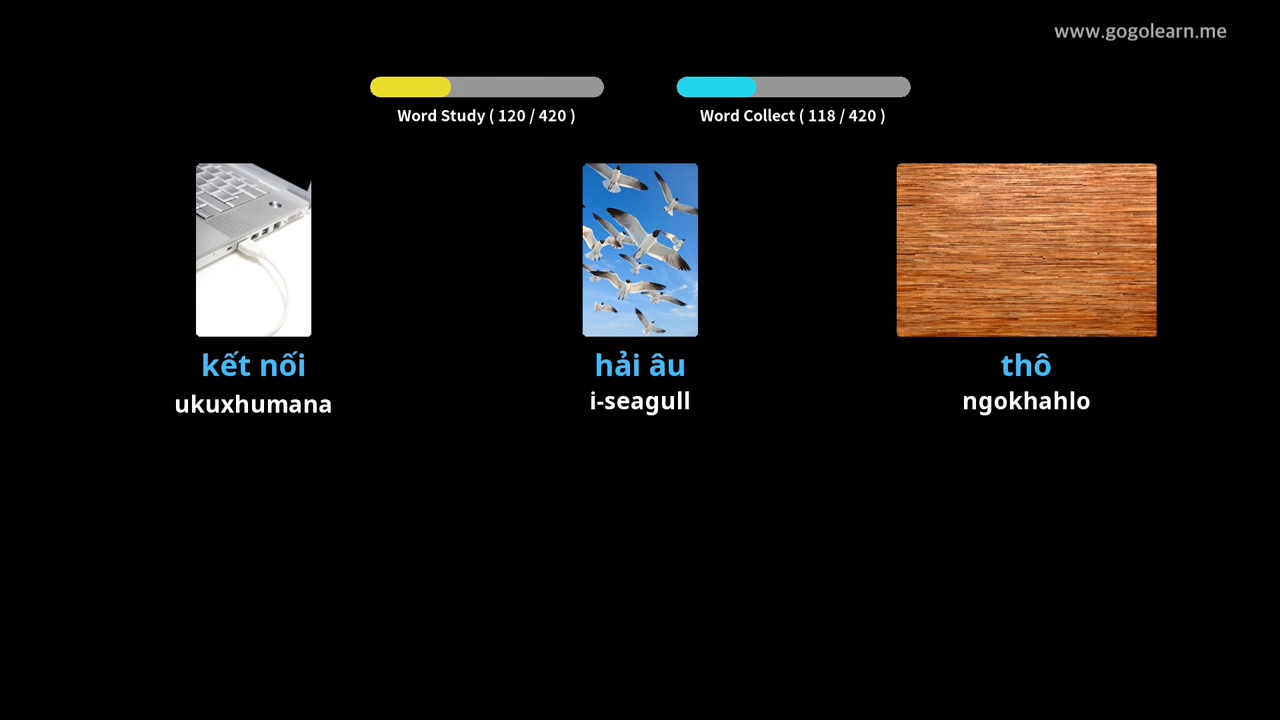 www.gogolearn.me
Word Study ( 120 / 420 )
Word Collect ( 118 / 420 )
kết nối
ukuxhumana
hải âu
i-seagull
thô
ngokhahlo